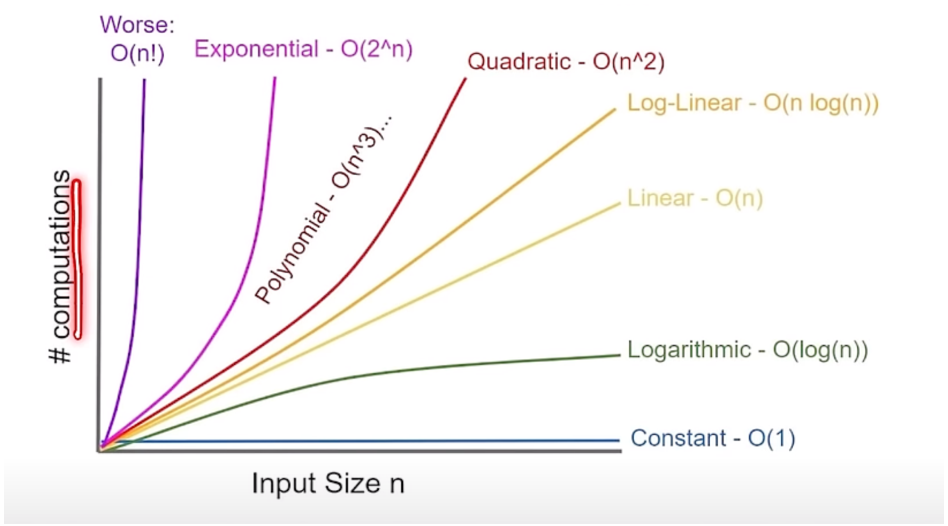 Worse:
O(n!)
Exponential - O(2^n)
Quadratic - O(n^2)
Log-Linear - O(n log(n))
Polynomial - O(n^3)...
Linear - O(n)
# computations
Logarithmic - O(log(n))
Constant - O(1)
Input Size n